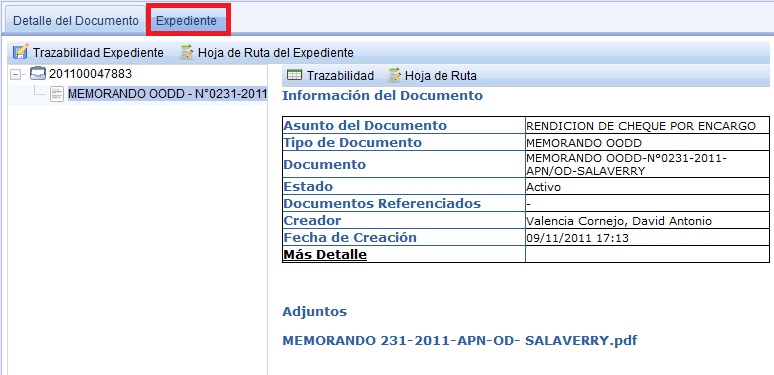 Detalle del Documento Expediente
Trazabilidad Expediente Hoja de Ruta del Expediente
201100047883
MEMORANDO OODD - N°0231-2011
Trazabilidad Hoja de Ruta
Información del Documento
Asunto del Documento RENDICION DE CHEQUE POR ENCARGO
Tipo de Documento MEMORANDO OODD
Documento MEMORANDO OODD-N°0231-2011-
APN/OD-SALAVERRY
Estado Activo
Documentos Referenciados -
Creador Valencia Cornejo, David Antonio
Fecha de Creación 09/11/2011 17:13
Más Detalle
Adjuntos
MEMORANDO 231-2011-APN-OD- SALAVERRY.pdf